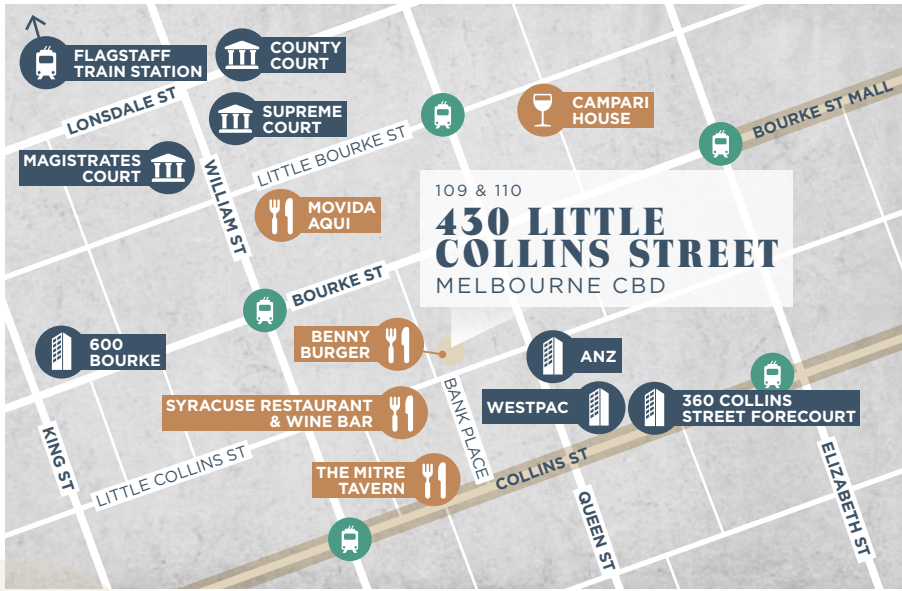 FLAGSTAFF
TRAIN STATION
COUNTY
COURT
LONSDALE ST
SUPREME
COURT
CAMPARI
HOUSE
BOURKE ST MALL
MAGISTRATES
COURT
LITTLE BOURKE ST
WILLIAM ST
MOVIDA
AQUI
109 & 110
430 LITTLE
COLLINS STREET
MELBOURNE CBD
BOURKE ST
600
BOURKE
BENNY
BURGER
ANZ
BANK PLACE
WESTPAC
360 COLLINS
STREET FORECOURT
SYRACUSE RESTAURANT
& WINE BAR
KING ST
LITTLE COLLINS ST
THE MITRE
TAVERN
COLLINS ST
QUEEN ST
ELIZABETH ST